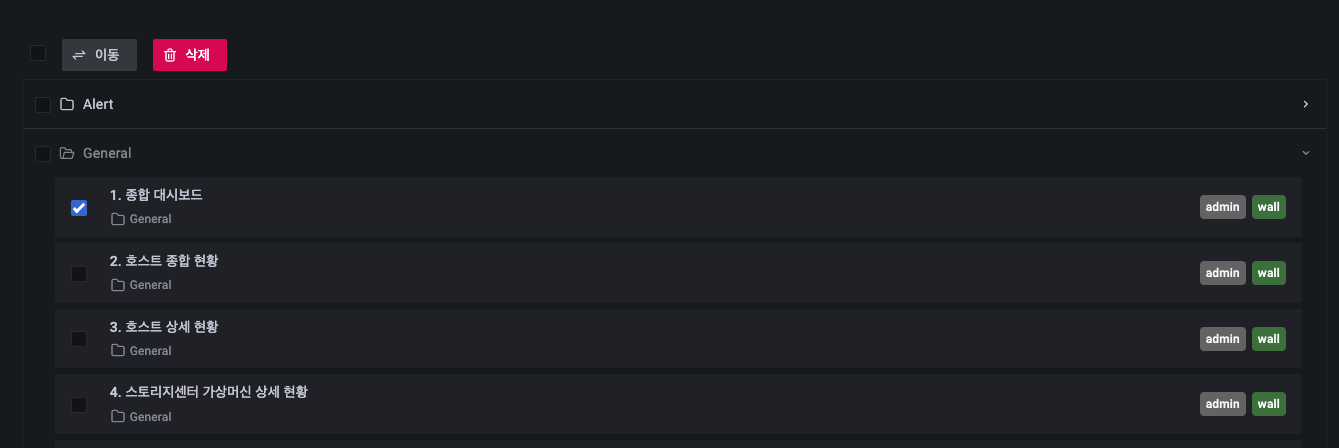 이동 삭제
Alert
General
1. 종합 대시보드
General
admin wall
2. 호스트 종합 현황
General
admin wall
3. 호스트 상세 현황
General
admin wall
4. 스토리지센터 가상머신 상세 현황
General
admin wall